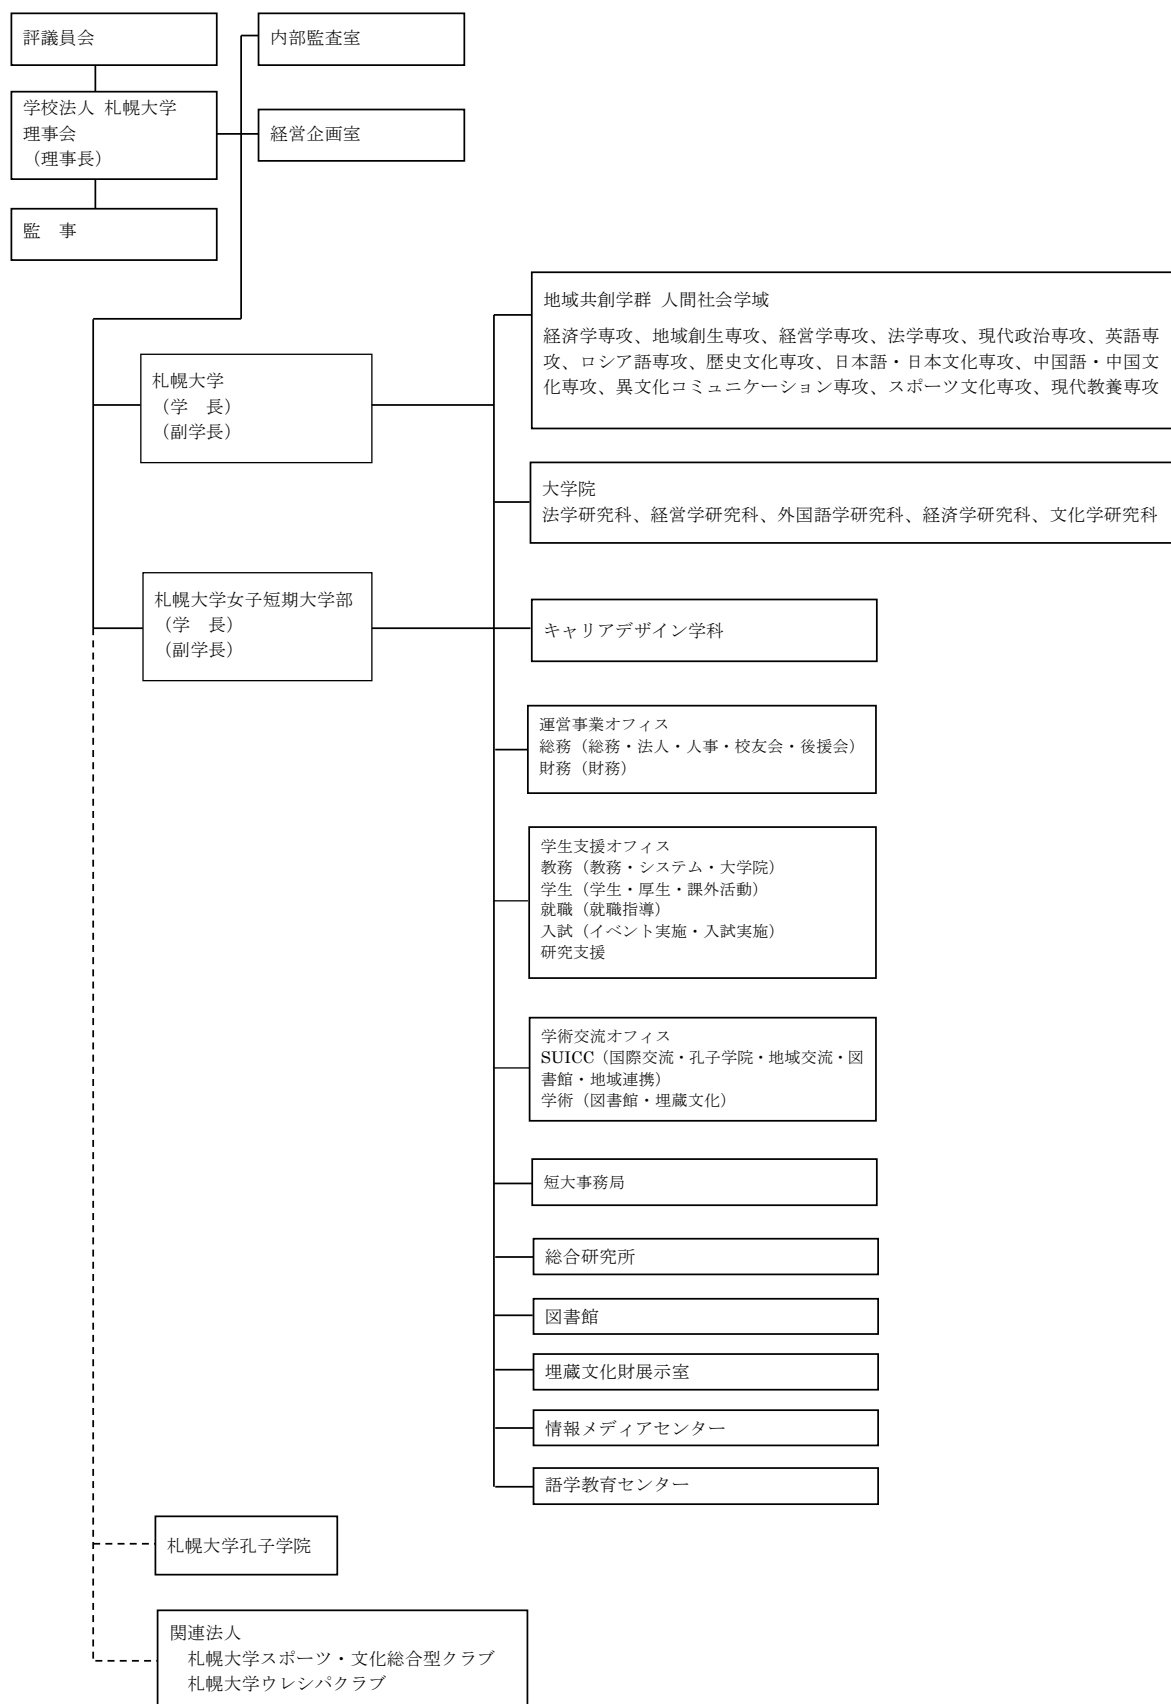 評議員会
内部監査室
学校法人 札幌大学
理事会
（理事長）
経営企画室
監　事
地域共創学群 人間社会学域
経済学専攻、地域創生専攻、経営学専攻、法学専攻、現代政治専攻、英語専
攻、ロシア語専攻、歴史文化専攻、日本語・日本文化専攻、中国語・中国文
化専攻、異文化コミュニケーション専攻、スポーツ文化専攻、現代教養専攻
札幌大学
（学　長）
（副学長）
大学院
法学研究科、経営学研究科、外国語学研究科、経済学研究科、文化学研究科
札幌大学女子短期大学部
（学　長）
（副学長）
キャリアデザイン学科
運営事業オフィス
総務（総務・法人・人事・校友会・後援会）
財務（財務）
学生支援オフィス
教務（教務・システム・大学院）
学生（学生・厚生・課外活動）
就職（就職指導）
入試（イベント実施・入試実施）
研究支援
学術交流オフィス
SUICC（国際交流・孔子学院・地域交流・図
書館・地域連携）
学術（図書館・埋蔵文化）
短大事務局
総合研究所
図書館
埋蔵文化財展示室
情報メディアセンター
語学教育センター
札幌大学孔子学院
関連法人
札幌大学スポーツ・文化総合型クラブ
札幌大学ウレシパクラブ